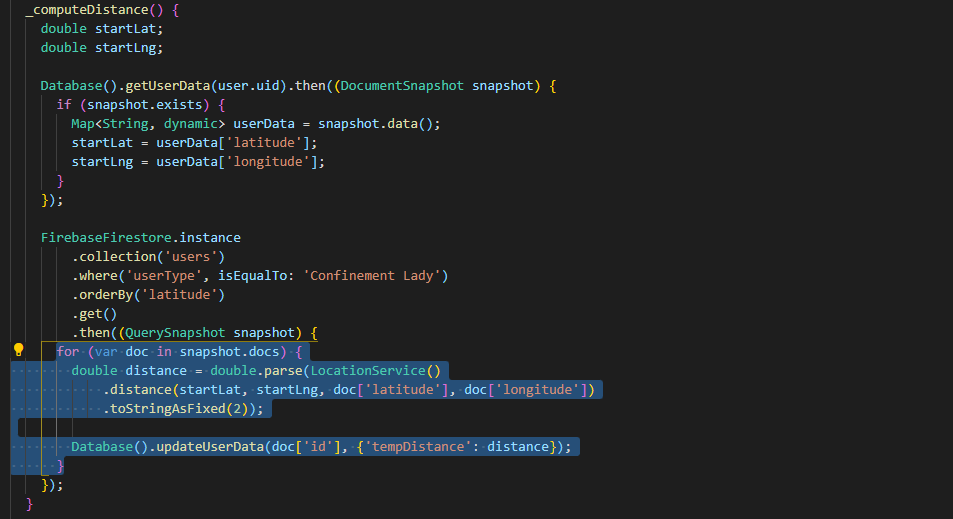 _computeDistance() {
double startLat;
double startLng;
Database().getUserData(user.uid).then((DocumentSnapshot snapshot) {
if (snapshot.exists) {
Map<String, dynamic> userData = snapshot.data();
startLat = userData['latitude'];
startLng = userData['longitude'];
}
});
FirebaseFirestore.instance
.collection('users')
.where('userType', isEqualTo: 'Confinement Lady')
.orderBy('latitude')
.get()
.then((QuerySnapshot snapshot) {
for (var doc in snapshot.docs) {
double distance = double.parse(LocationService()
.distance(startLat, startLng, doc['latitude'], doc['longitude'])
.toStringAsFixed(2));
Database().updateUserData(doc['id'], {'tempDistance': distance});
}
});
}